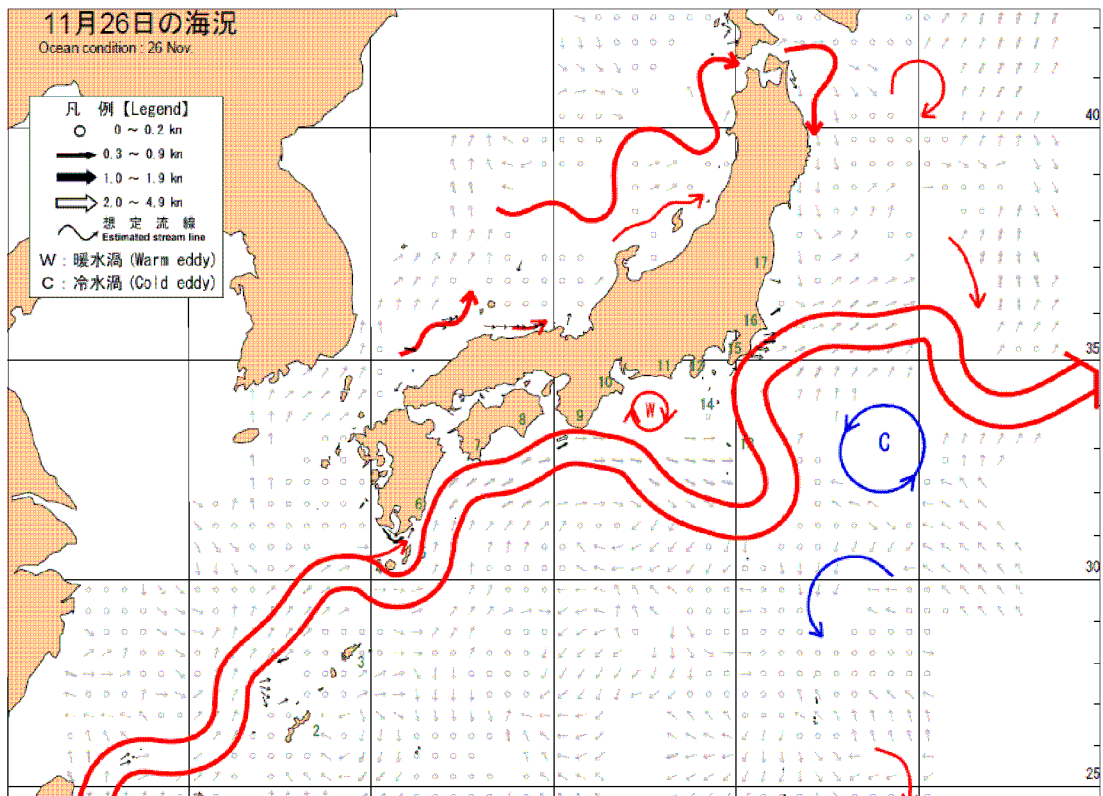 11月26日の海況
Ocean condition : 26 Nov.
凡 例【Legend】
0 ~ 0.2 kn
0.3 ~ 0.9 kn
1.0 ~ 1.9 kn
2.0 ~ 4.9 kn
想 定 流 線
Estimated stream line
W : 暖水渦 (Warm eddy)
C : 冷水渦 (Cold eddy)
40
17
16
15
35
12
11
10
14
W
9
8
7
C
6
30
3
2
25